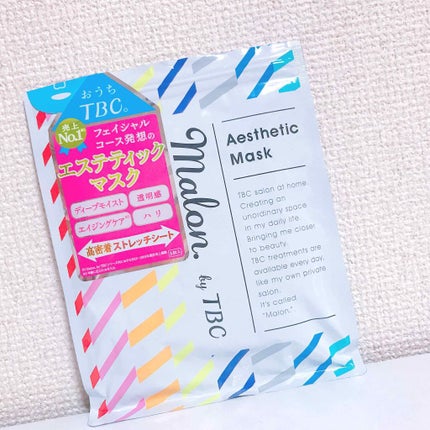 おうち
TBC。
売上
No.1
フェイシャル
コース発想の
エステティック
マスク
ディープモイスト
透明感
エイジングケア
ハリ
高密着ストレッチシート
Malon. by TBC
Aesthetic
Mask
TBC salon at home.
Creating an
unordinary space
in my daily life.
Bringing me closer
to beauty.
TBC treatments are
available every day,
like my own private
salon.
It's called
"Malon."